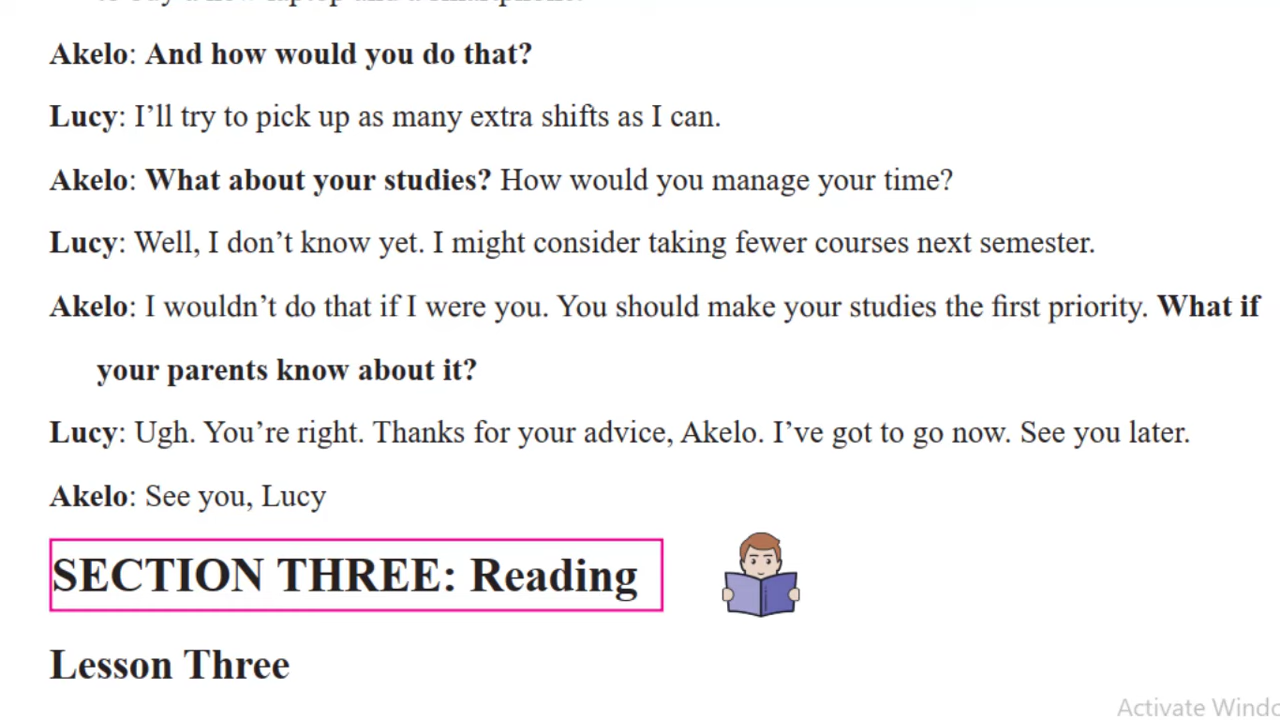 Akelo: And how would you do that?
Lucy: I’ll try to pick up as many extra shifts as I can.
Akelo: What about your studies? How would you manage your time?
Lucy: Well, I don’t know yet. I might consider taking fewer courses next semester.
Akelo: I wouldn’t do that if I were you. You should make your studies the first priority. What if
your parents know about it?
Lucy: Ugh. You’re right. Thanks for your advice, Akelo. I’ve got to go now. See you later.
Akelo: See you, Lucy
SECTION THREE: Reading
Lesson Three
Activate Windo